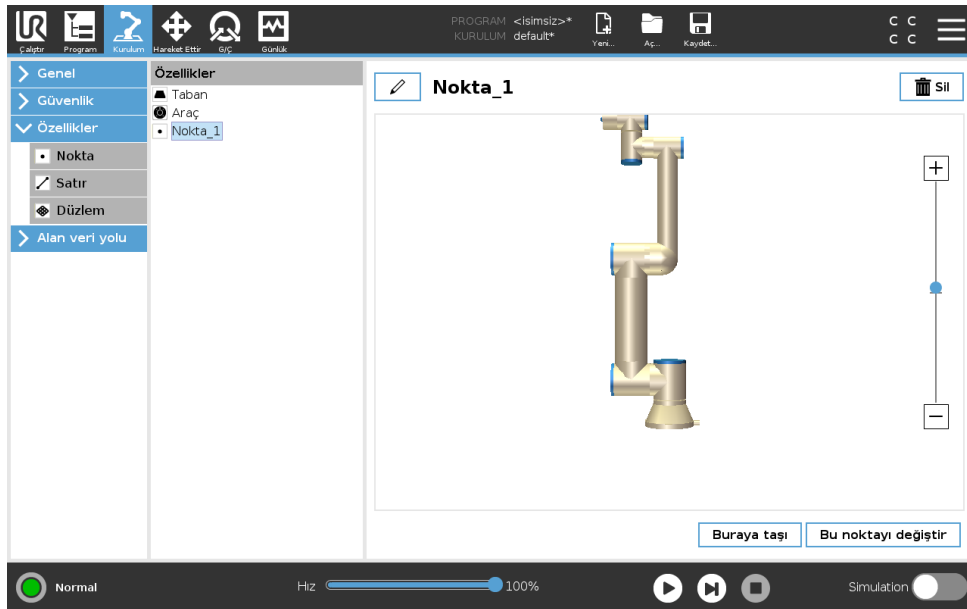 UR
PROGRAM <isimsiz>*
KURULUM default*
C C
C C
Çalıştır Program Kurulum Hareket Ettir G/Ç Günlük Yeni... Aç... Kaydet...
Genel
Güvenlik
Özellikler
Nokta
Satır
Düzlem
Alan veri yolu
Özellikler
Taban
Araç
Nokta_1
Nokta_1
Sil
Buraya taşı Bu noktayı değiştir
Normal Hız 100% Simulation